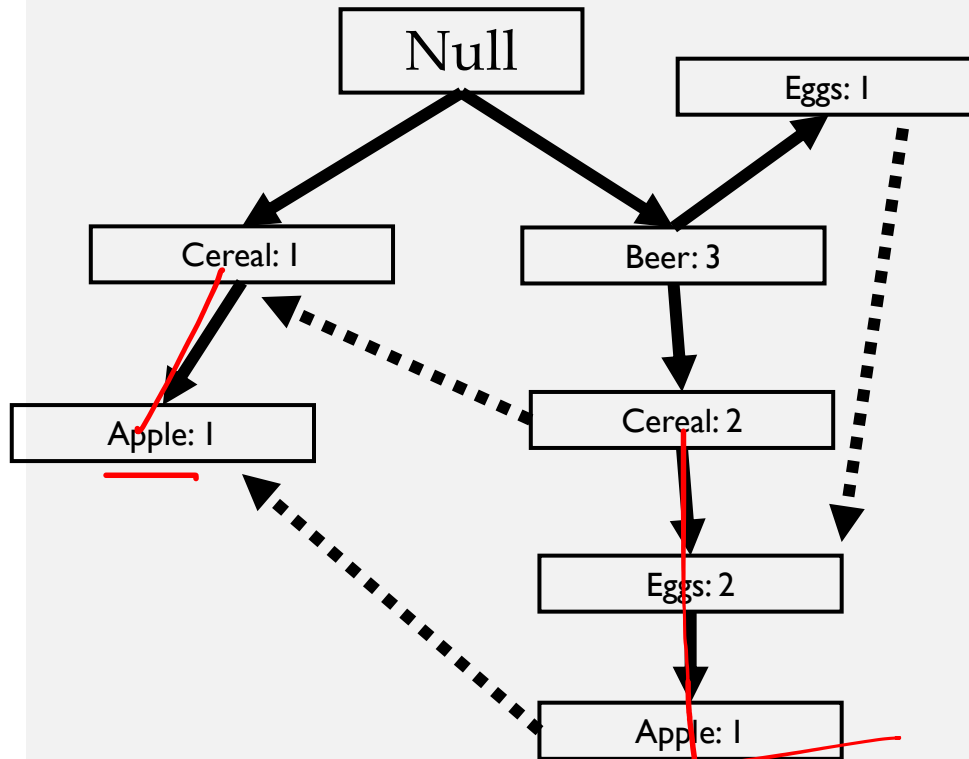 Null
Eggs: 1
Cereal: 1
Beer: 3
Apple: 1
Cereal: 2
Eggs: 2
Apple: 1